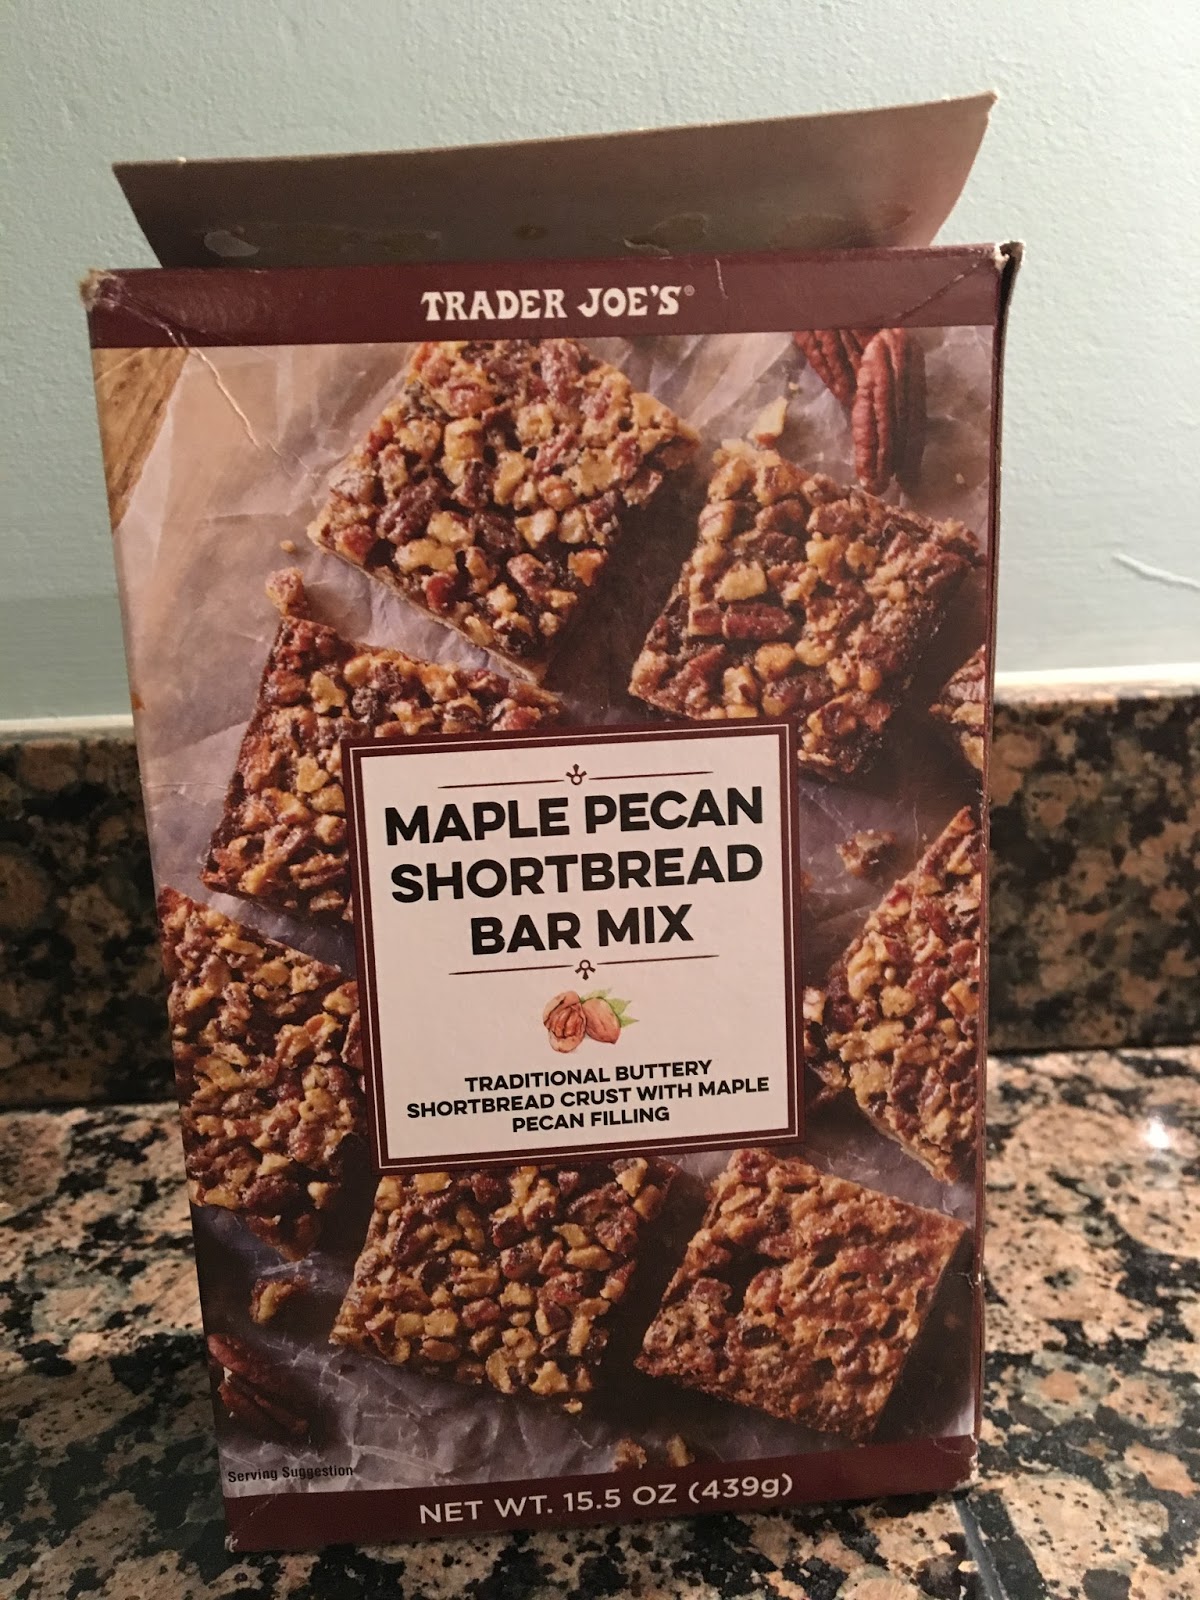 TRADER JOE'S®
MAPLE PECAN
SHORTBREAD
BAR MIX
TRADITIONAL BUTTERY
SHORTBREAD CRUST WITH MAPLE
PECAN FILLING
Serving Suggestion
NET WT. 15.5 OZ (439g)